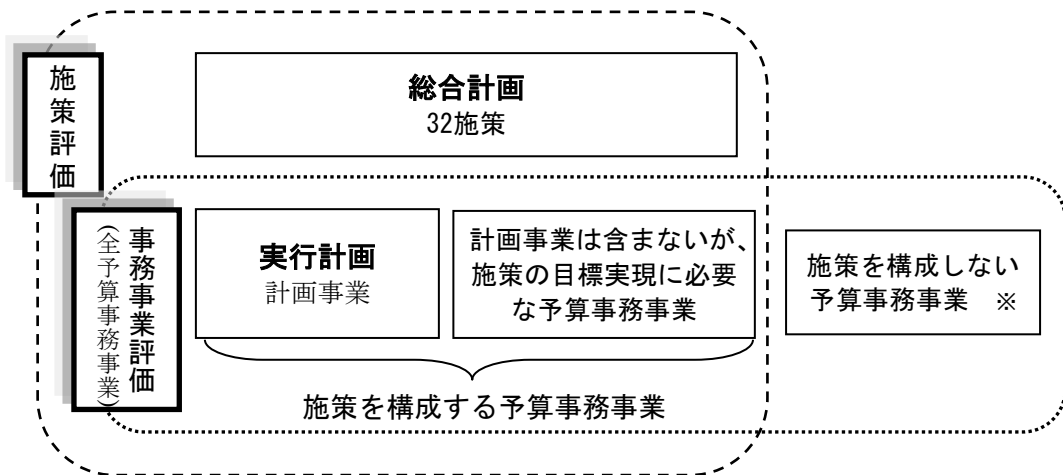 施策評価
総合計画
32施策
事務事業評価
(全予算事務事業)
実行計画
計画事業
計画事業は含まないが、
施策の目標実現に必要
な予算事務事業
施策を構成しない
予算事務事業　※
施策を構成する予算事務事業